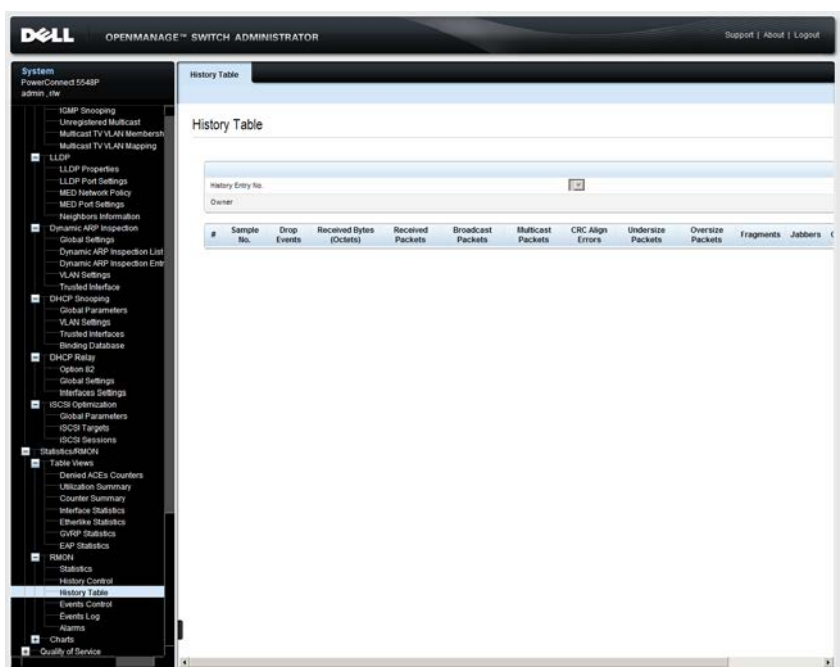 DELL
OPENMANAGE™ SWITCH ADMINISTRATOR
Support | About | Logout
System
PowerConnect 5548P
admin , r/w
IGMP Snooping
Unregistered Multicast
Multicast TV VLAN Membersh
Multicast TV VLAN Mapping
LLDP
LLDP Properties
LLDP Port Settings
MED Network Policy
MED Port Settings
Neighbors Information
Dynamic ARP Inspection
Global Settings
Dynamic ARP Inspection List
Dynamic ARP Inspection Entr
VLAN Settings
Trusted Interface
DHCP Snooping
Global Parameters
VLAN Settings
Trusted Interfaces
Binding Database
DHCP Relay
Option 82
Global Settings
Interfaces Settings
iSCSI Optimization
Global Parameters
iSCSI Targets
iSCSI Sessions
Statistics/RMON
Table Views
Denied ACEs Counters
Utilization Summary
Counter Summary
Interface Statistics
Etherlike Statistics
GVRP Statistics
EAP Statistics
RMON
Statistics
History Control
History Table
Events Control
Events Log
Alarms
Charts
Quality of Service
History Table
History Table
History Entry No.
Owner
# Sample No. Drop Events Received Bytes (Octets) Received Packets Broadcast Packets Multicast Packets CRC Align Errors Undersize Packets Oversize Packets Fragments Jabbers